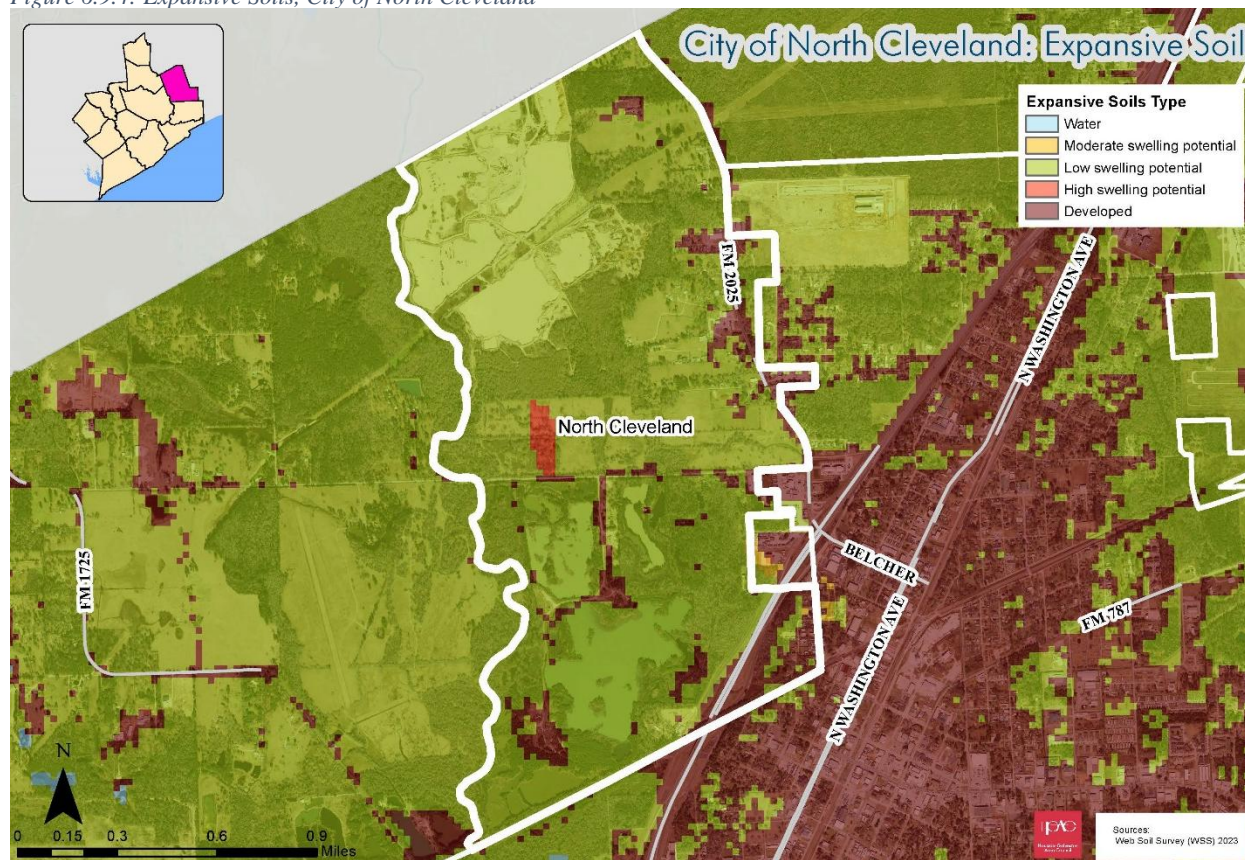 Figure 6.9.4: Expansive Soils, City of North Cleveland
City of North Cleveland: Expansive Soil
Expansive Soils Type
Water
Moderate swelling potential
Low swelling potential
High swelling potential
Developed
FM 2025
N WASHINGTON AVE
North Cleveland
BELCHER
FM 1725
FM 787
N WASHINGTON AVE
N
0 0.15 0.3 0.6 0.9
Miles
Sources:
Web Soil Survey (WSS) 2023